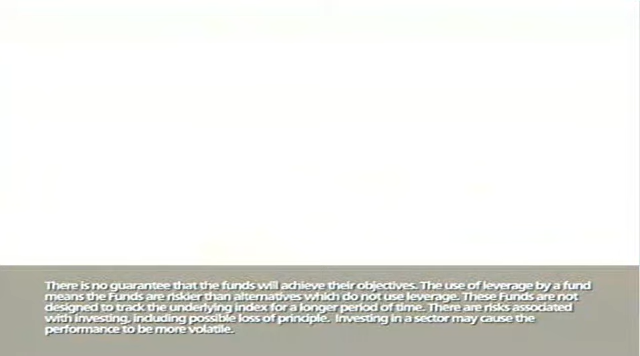 There is no guarantee that the funds will achieve their objectives. The use of leverage by a fund
means the Funds are riskier than alternatives which do not use leverage. These Funds are not
designed to track the underlying index for a longer period of time. There are risks associated
with investing, including possible loss of principle. Investing in a sector may cause the
performance to be more volatile.